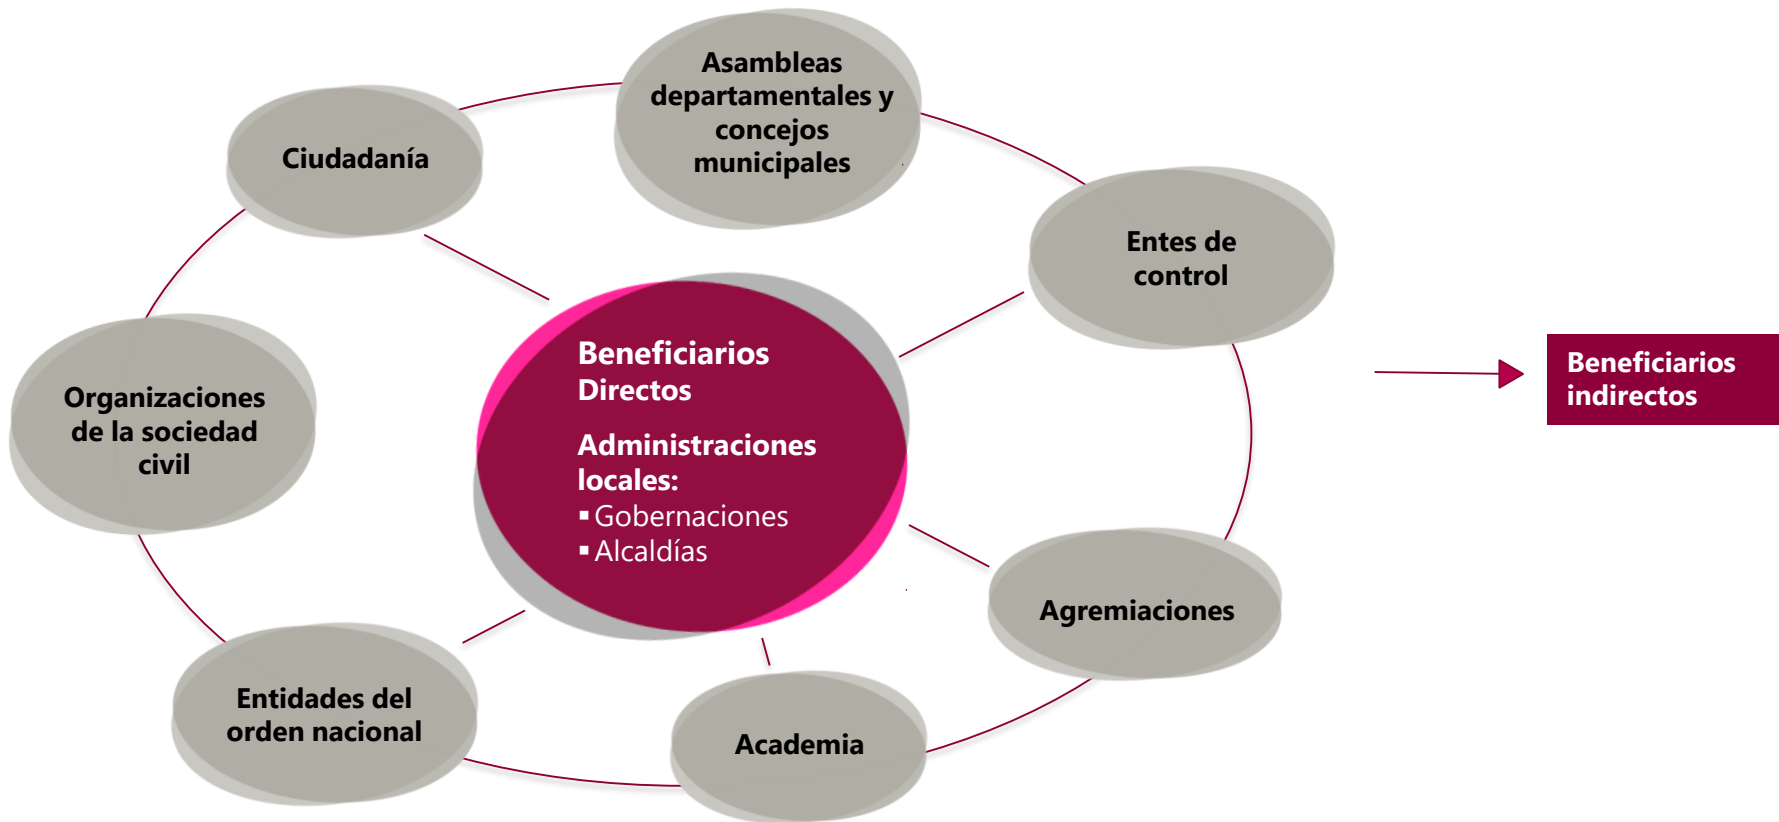 Asambleas
departamentales y
concejos
municipales
Ciudadanía
Entes de
control
Beneficiarios
Directos
Administraciones
locales:
▪ Gobernaciones
▪ Alcaldías
Beneficiarios
indirectos
Organizaciones
de la sociedad
civil
Agremiaciones
Entidades del
orden nacional
Academia